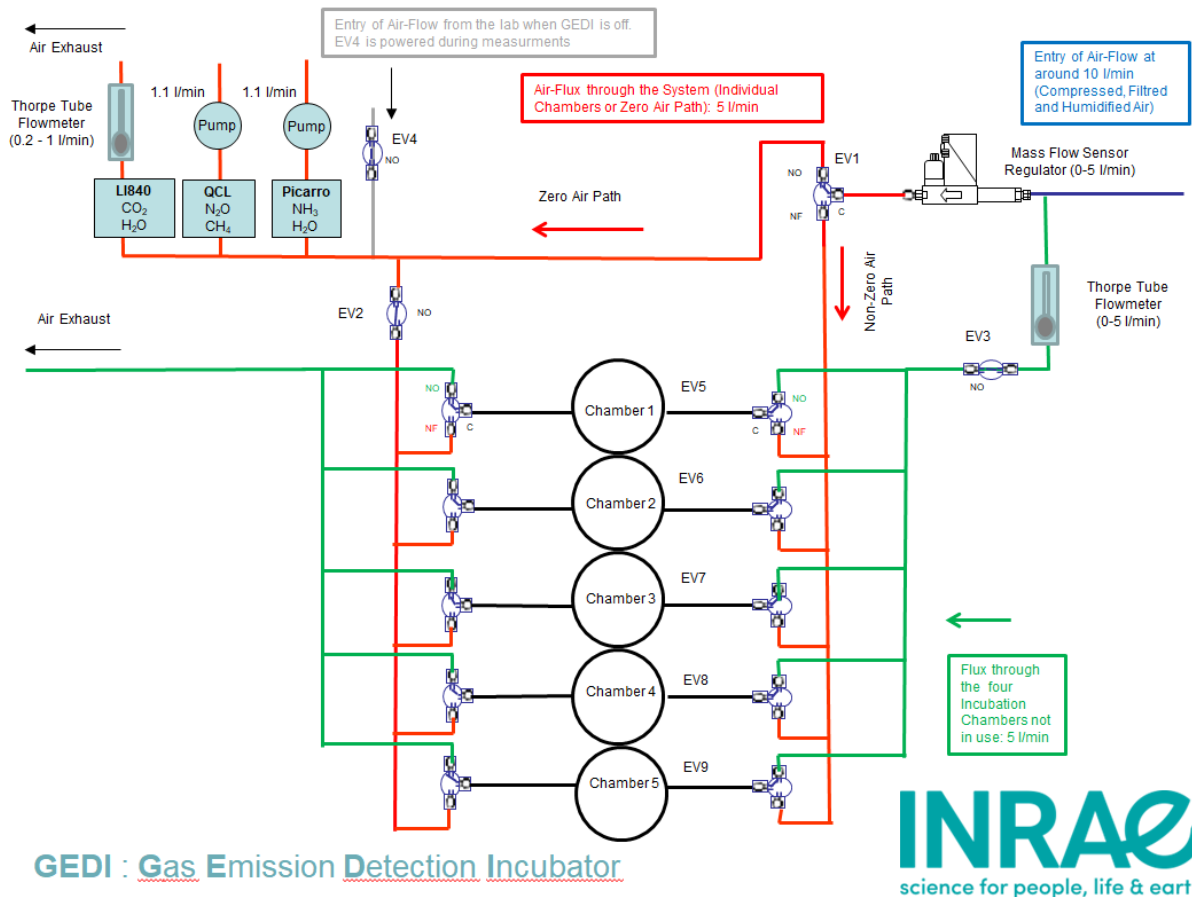 Entry of Air-Flow from the lab when GEDI is off.
EV4 is powered during measurments
Air Exhaust
Thorpe Tube
Flowmeter
(0.2 - 1 l/min)
1.1 l/min
1.1 l/min
Pump
Pump
EV4
NO
LI840
CO₂
H₂O
QCL
N₂O
CH₄
Picarro
NH₃
H₂O
Air-Flux through the System (Individual
Chambers or Zero Air Path): 5 l/min
Entry of Air-Flow at
around 10 l/min
(Compressed, Filtred
and Humidified Air)
EV1
NO
NF
C
Mass Flow Sensor
Regulator (0-5 l/min)
Zero Air Path
Non-Zero Air
Path
Thorpe Tube
Flowmeter
(0-5 l/min)
EV2
NO
EV3
NO
Air Exhaust
NO
NF
C
Chamber 1
EV5
C
NO
NF
Chamber 2
EV6
Chamber 3
EV7
Chamber 4
EV8
Chamber 5
EV9
Flux through
the four
Incubation
Chambers not
in use: 5 l/min
GEDI : Gas Emission Detection Incubator
INRAE
science for people, life & eart